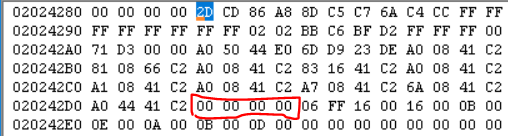 02024280 00 00 00 00 2D CD 86 A8 8D C5 C7 6A C4 CC FF FF
02024290 FF FF FF FF FF FF 02 02 BB C6 BF D2 FF FF FF 00
020242A0 71 D3 00 00 A0 50 44 E0 6D D9 23 DE A0 08 41 C2
020242B0 81 08 66 C2 A0 08 41 C2 83 16 41 C2 A0 08 41 C2
020242C0 A1 08 41 C2 A0 08 41 C2 A7 08 41 C2 6A 08 41 C2
020242D0 A0 44 41 C2 00 00 00 00 06 FF 16 00 16 00 0B 00
020242E0 0E 00 0A 00 0B 00 0D 00 00 00 00 00 00 00 00 00